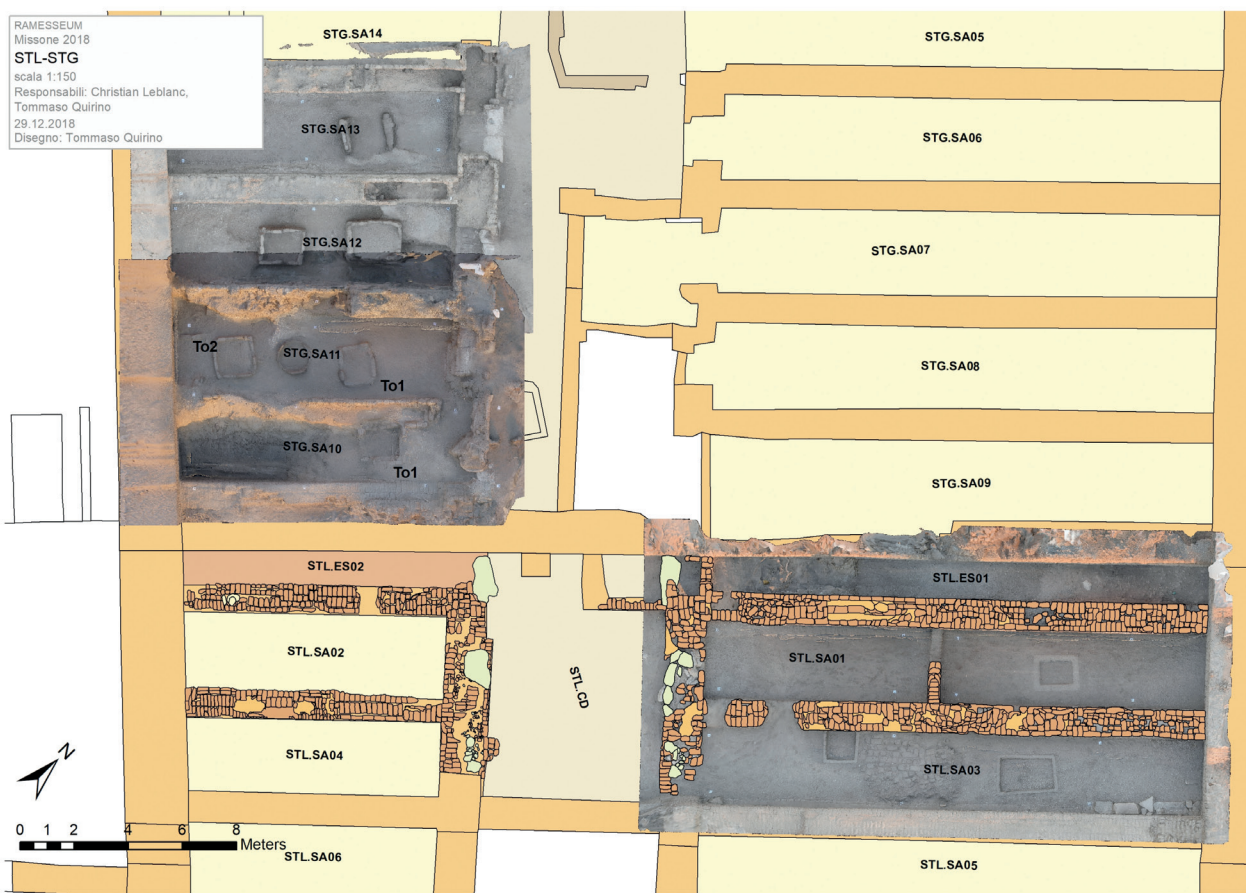 RAMESSEUM
Missone 2018
STL-STG
scala 1:150
Responsabili: Christian Leblanc,
Tommaso Quirino
29.12.2018
Disegno: Tommaso Quirino
STG.SA14
STG.SA05
STG.SA13
STG.SA06
STG.SA12
STG.SA07
To2
STG.SA11
To1
STG.SA08
STG.SA10
To1
STG.SA09
STL.ES02
STL.ES01
STL.SA02
STL.SA01
STL.CD
STL.SA04
STL.SA03
N
0 1 2 4 6 8
Meters
STL.SA06
STL.SA05